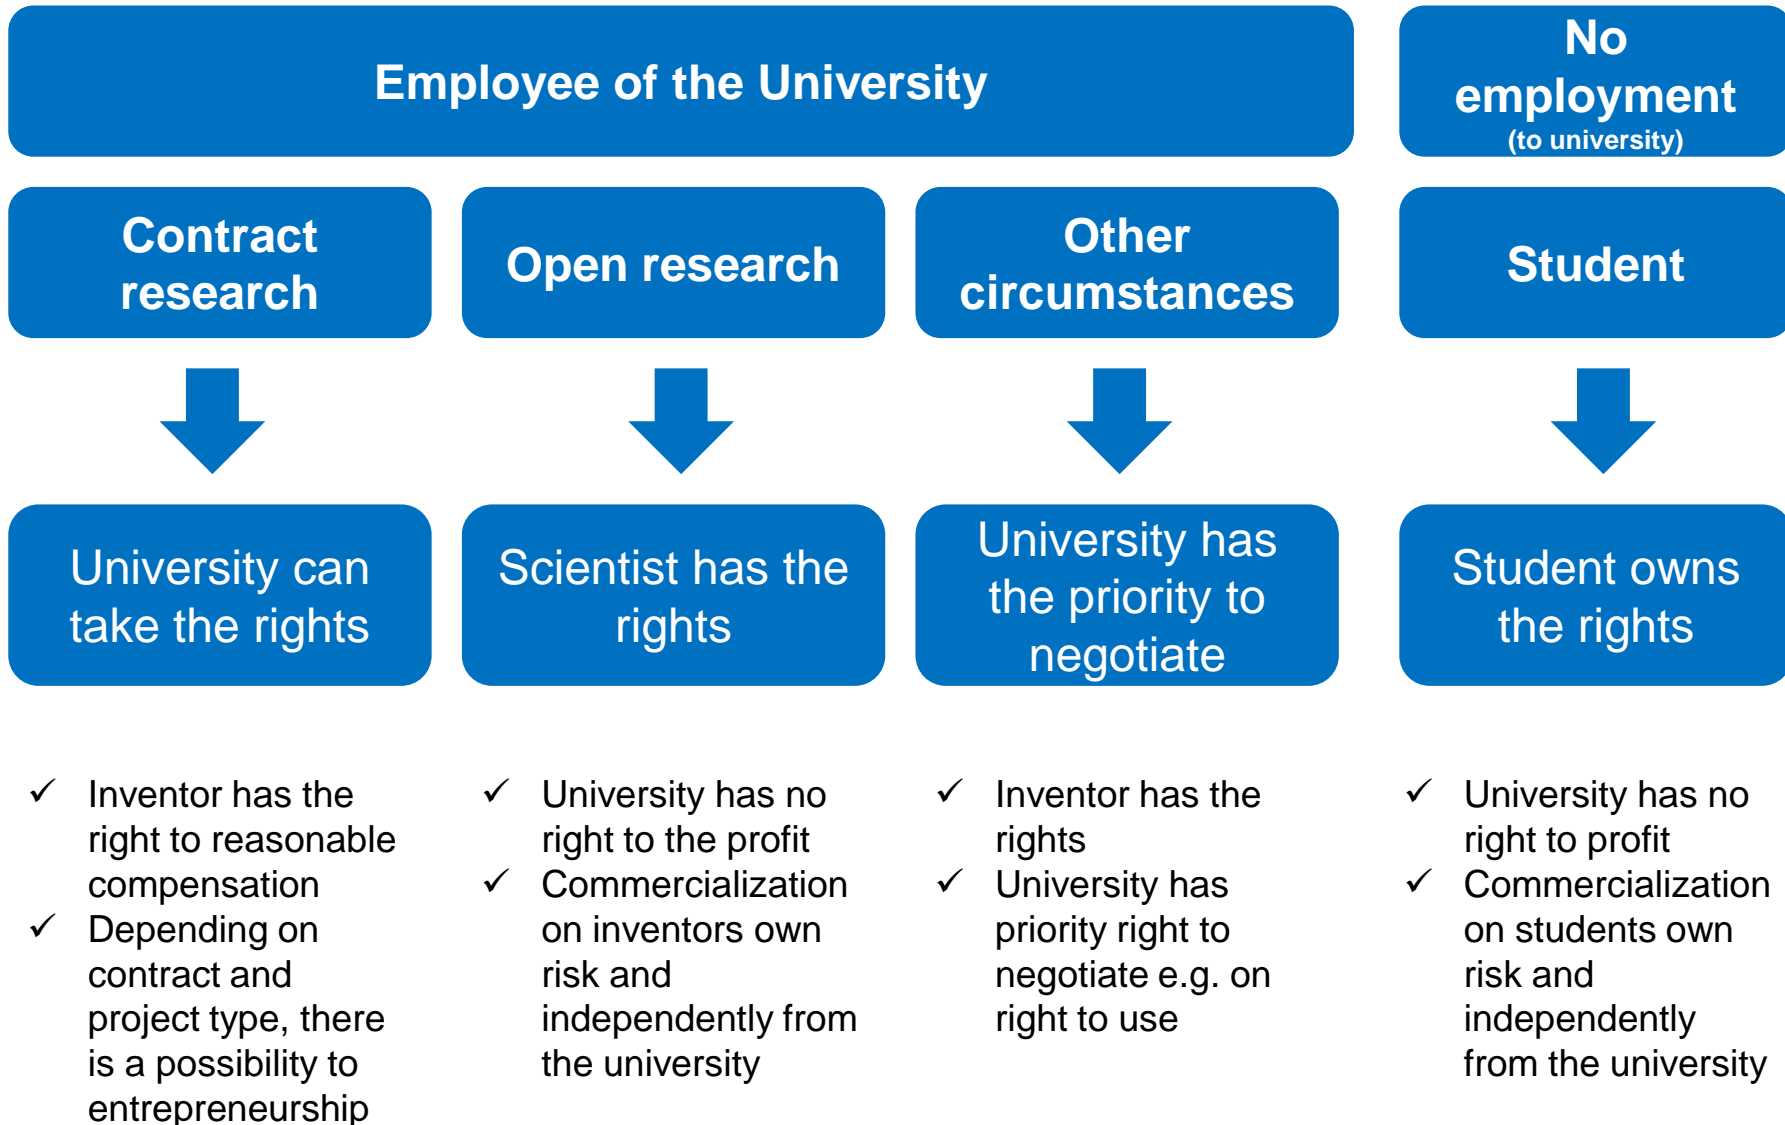 Employee of the University
No
employment
(to university)
Contract
research
Open research
Other
circumstances
Student
University can
take the rights
Scientist has the
rights
University has
the priority to
negotiate
Student owns
the rights
✓ Inventor has the
right to reasonable
compensation
✓ Depending on
contract and
project type, there
is a possibility to
entrepreneurship
✓ University has no
right to the profit
✓ Commercialization
on inventors own
risk and
independently from
the university
✓ Inventor has the
rights
✓ University has
priority right to
negotiate e.g. on
right to use
✓ University has no
right to profit
✓ Commercialization
on students own
risk and
independently
from the university